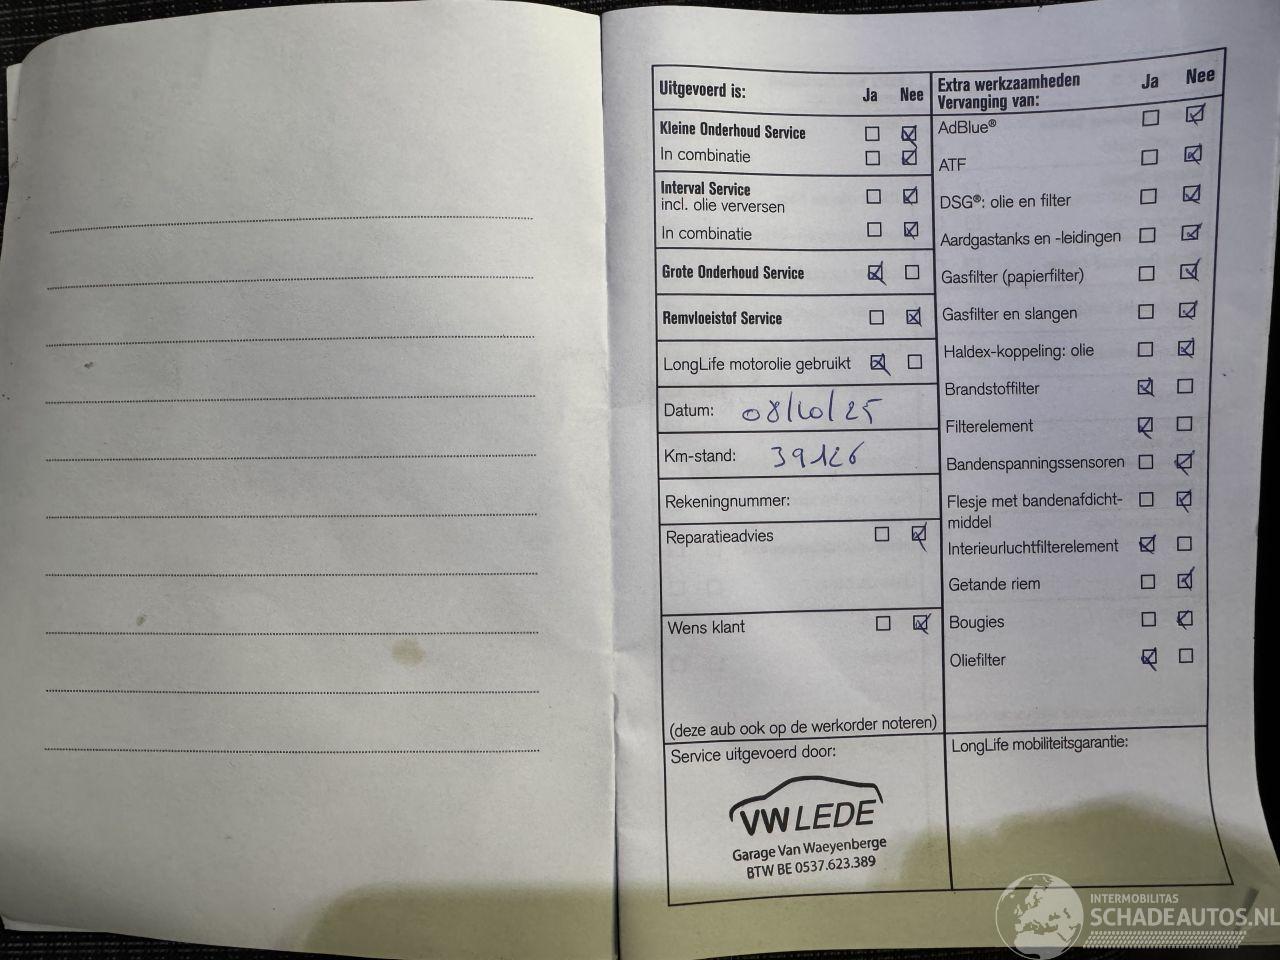 Uitgevoerd is: Ja Nee
Kleine Onderhoud Service
In combinatie
Interval Service
incl. olie verversen
In combinatie
Grote Onderhoud Service
Remvloeistof Service
LongLife motorolie gebruikt
Datum: 08/10/25
Km-stand: 39126
Rekeningnummer:
Reparatieadvies
Wens klant
(deze aub ook op de werkorder noteren)
Service uitgevoerd door:
VW LEDE
Garage Van Waeyenberge
BTW BE 0537.623.389
Extra werkzaamheden Ja Nee
Vervanging van:
AdBlue®
ATF
DSG®: olie en filter
Aardgastanks en -leidingen
Gasfilter (papierfilter)
Gasfilter en slangen
Haldex-koppeling: olie
Brandstoffilter
Filterelement
Bandenspanningssensoren
Flesje met bandenafdicht-
middel
Interieurluchtfilterelement
Getande riem
Bougies
Oliefilter
LongLife mobiliteitsgarantie:
INTERMOBILITAS
SCHADEAUTOS.NL